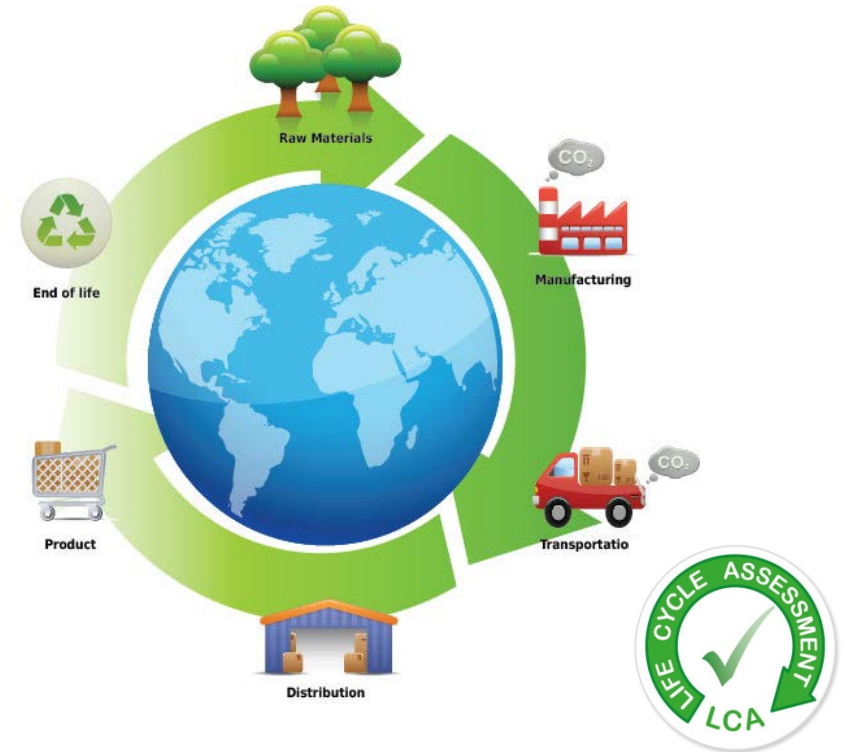 Raw Materials
CO₂
Manufacturing
CO₂
Transportatio
Distribution
Product
End of life
LIFE CYCLE ASSESSMENT
LCA